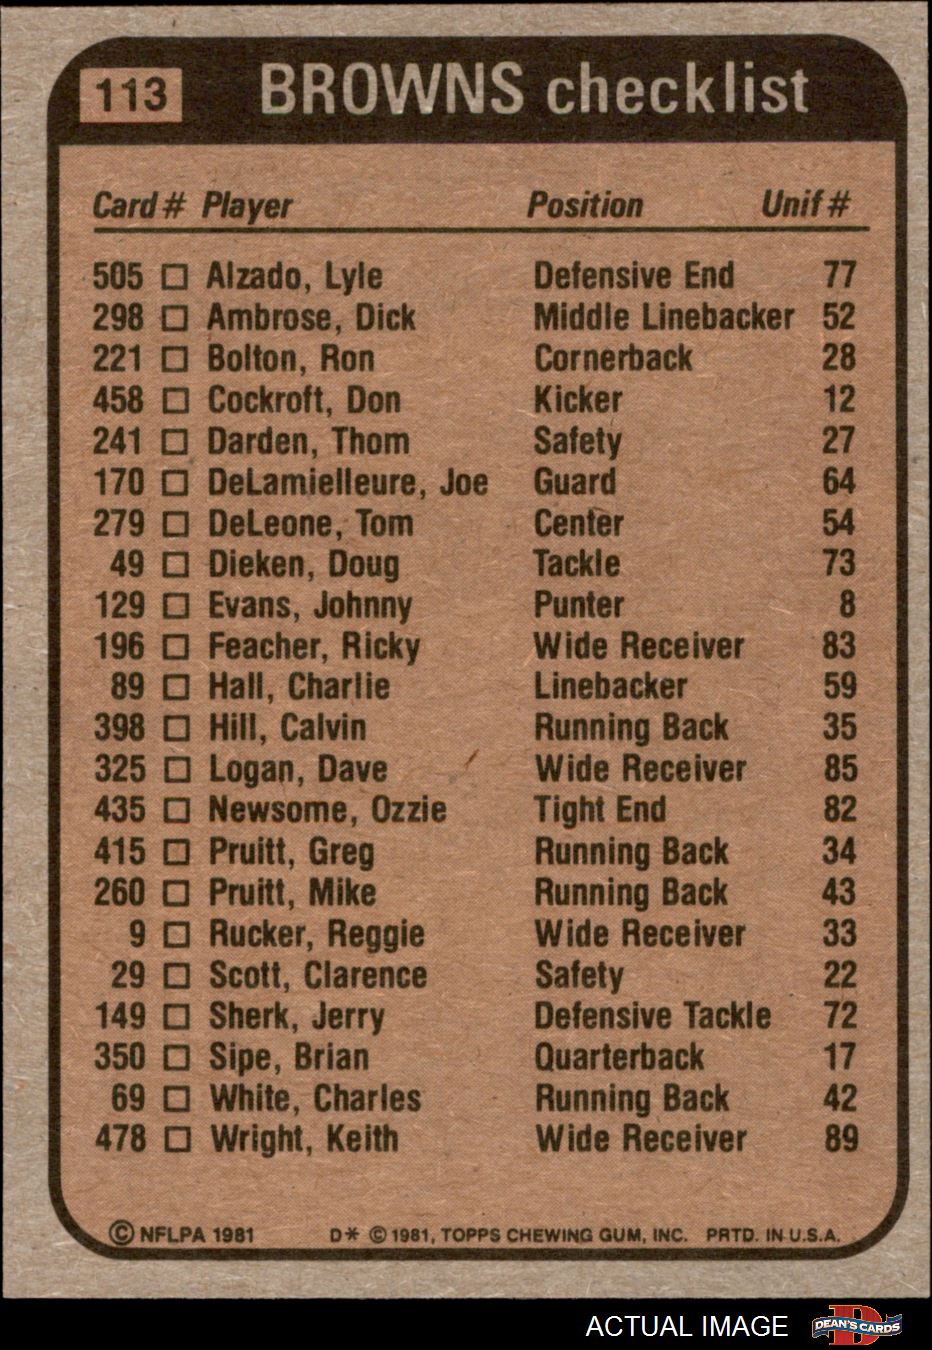 113 BROWNS checklist
Card # Player Position Unif #
505 Alzado, Lyle Defensive End 77
298 Ambrose, Dick Middle Linebacker 52
221 Bolton, Ron Cornerback 28
458 Cockroft, Don Kicker 12
241 Darden, Thom Safety 27
170 DeLamielleure, Joe Guard 64
279 DeLeone, Tom Center 54
49 Dieken, Doug Tackle 73
129 Evans, Johnny Punter 8
196 Feacher, Ricky Wide Receiver 83
89 Hall, Charlie Linebacker 59
398 Hill, Calvin Running Back 35
325 Logan, Dave Wide Receiver 85
435 Newsome, Ozzie Tight End 82
415 Pruitt, Greg Running Back 34
260 Pruitt, Mike Running Back 43
9 Rucker, Reggie Wide Receiver 33
29 Scott, Clarence Safety 22
149 Sherk, Jerry Defensive Tackle 72
350 Sipe, Brian Quarterback 17
69 White, Charles Running Back 42
478 Wright, Keith Wide Receiver 89
© NFLPA 1981 D* © 1981, TOPPS CHEWING GUM, INC. PRTD. IN U.S.A.
ACTUAL IMAGE D DEAN'S CARDS